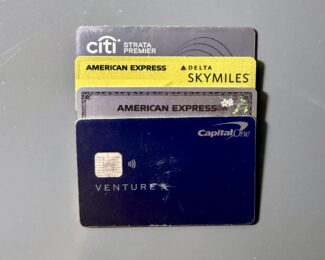 citi STRATA
PREMIER
AMERICAN EXPRESS DELTA
SKYMILES
AMERICAN EXPRESS
Capital One
VENTURE X